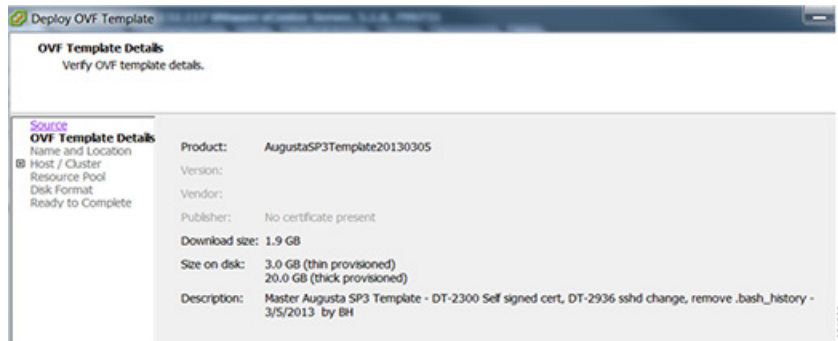 Deploy OVF Template
OVF Template Details
Verify OVF template details.
Source
OVF Template Details
Name and Location
Host / Cluster
Resource Pool
Disk Format
Ready to Complete
Product: AugustaSP3Template20130305
Version:
Vendor:
Publisher: No certificate present
Download size: 1.9 GB
Size on disk: 3.0 GB (thin provisioned)
20.0 GB (thick provisioned)
Description: Master Augusta SP3 Template - DT-2300 Self signed cert, DT-2936 sshd change, remove .bash_history -
3/5/2013 by BH